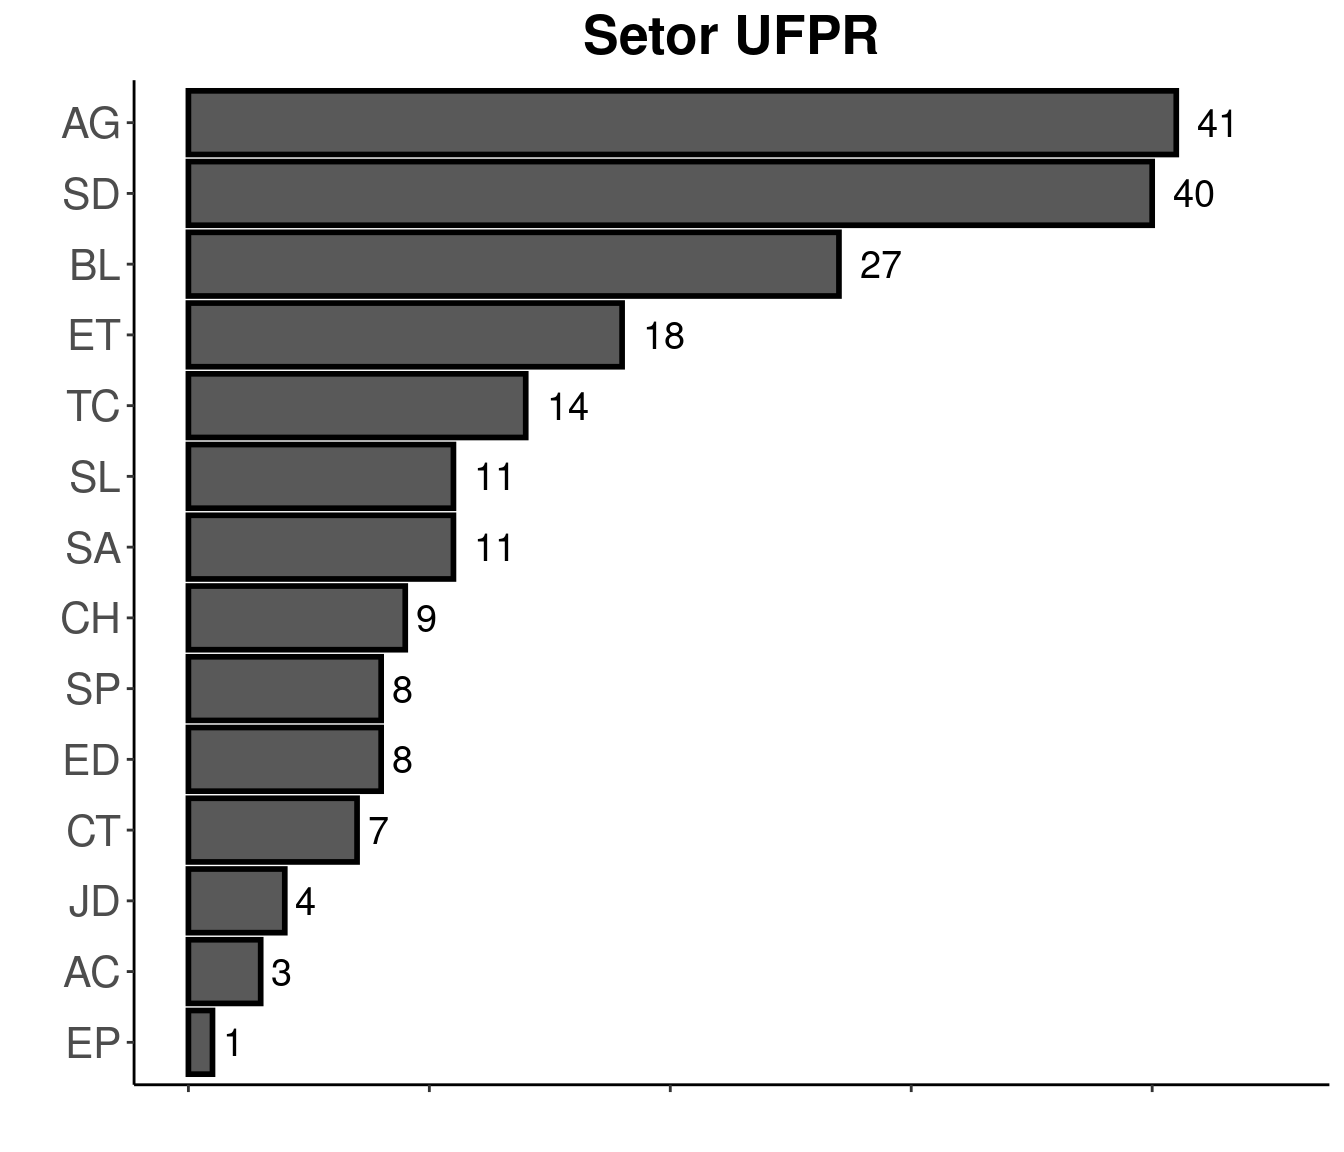 Setor UFPR
AG 41
SD 40
BL 27
ET 18
TC 14
SL 11
SA 11
CH 9
SP 8
ED 8
CT 7
JD 4
AC 3
EP 1